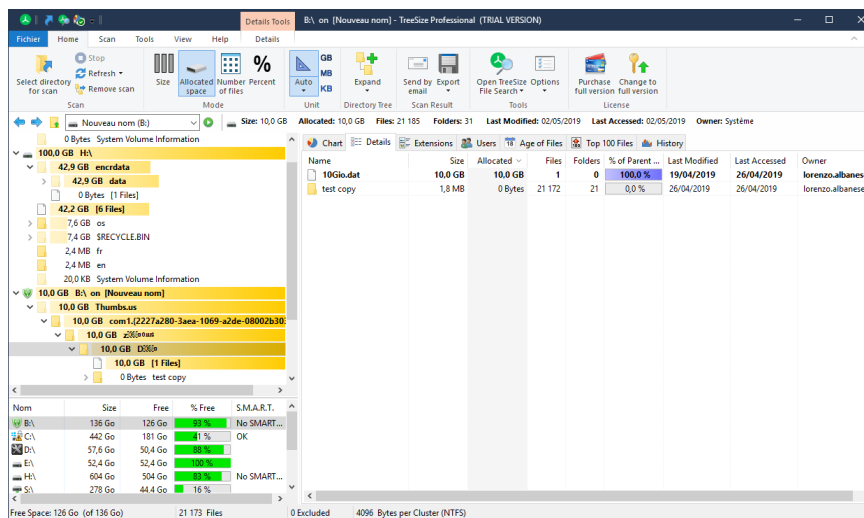 Details Tools B:\ on [Nouveau nom] - TreeSize Professional (TRIAL VERSION)
Fichier Home Scan Tools View Help Details
Select directory for scan
Stop
Refresh
Remove scan
Scan
Size
Allocated space
Number of files
Percent
Mode
Auto
GB
MB
KB
Unit
Expand
Directory Tree
Send by email
Export
Scan Result
Open TreeSize File Search
Options
Tools
Purchase full version
Change to full version
License
Nouveau nom (B:)
Size: 10,0 GB Allocated: 10,0 GB Files: 21 185 Folders: 31 Last Modified: 02/05/2019 Last Accessed: 02/05/2019 Owner: Système
0 Bytes System Volume Information
100,0 GB H:\
42,9 GB encrdata
42,9 GB data
0 Bytes [1 Files]
42,2 GB [6 Files]
7,6 GB os
7,4 GB $RECYCLE.BIN
2,4 MB fr
2,4 MB en
20,0 KB System Volume Information
10,0 GB B:\ on [Nouveau nom]
10,0 GB Thumbs.us
10,0 GB com1.{2227a280-3aea-1069-a2de-08002b303
10,0 GB
10,0 GB
10,0 GB [1 Files]
0 Bytes test copy
Chart Details Extensions Users Age of Files Top 100 Files History
Name Size Allocated Files Folders % of Parent ... Last Modified Last Accessed Owner
10Gio.dat 10,0 GB 10,0 GB 1 0 100,0 % 19/04/2019 26/04/2019 lorenzo.albanes
test copy 1,8 MB 0 Bytes 21 172 21 0,0 % 26/04/2019 26/04/2019 lorenzo.albanes
Nom Size Free % Free S.M.A.R.T.
B:\ 136 Go 126 Go 93 % No SMART...
C:\ 442 Go 181 Go 41 % OK
D:\ 57,6 Go 50,4 Go 88 %
E:\ 52,4 Go 52,4 Go 100 %
H:\ 604 Go 504 Go 83 % No SMART...
S:\ 278 Go 44,4 Go 16 %
Free Space: 126 Go (of 136 Go) 21 173 Files 0 Excluded 4096 Bytes per Cluster (NTFS)